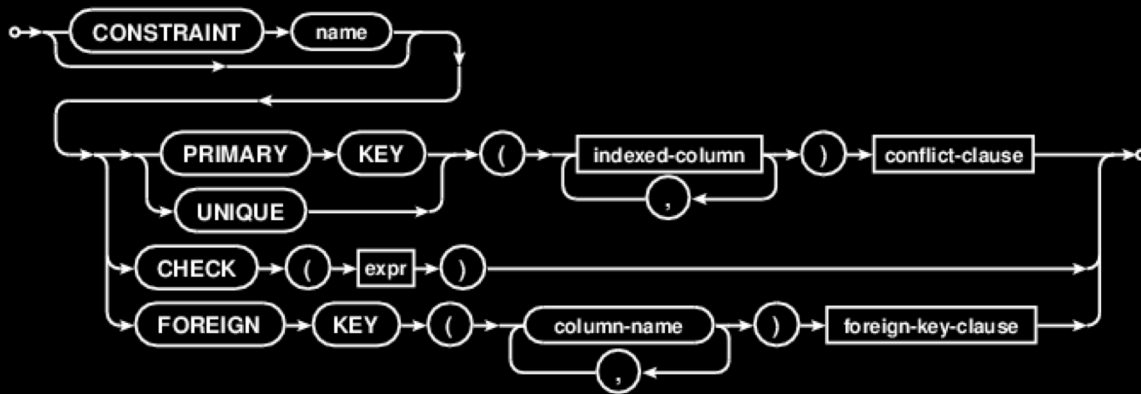 CONSTRAINT name
PRIMARY KEY ( indexed-column ) conflict-clause
,
UNIQUE
CHECK ( expr )
FOREIGN KEY ( column-name ) foreign-key-clause
,